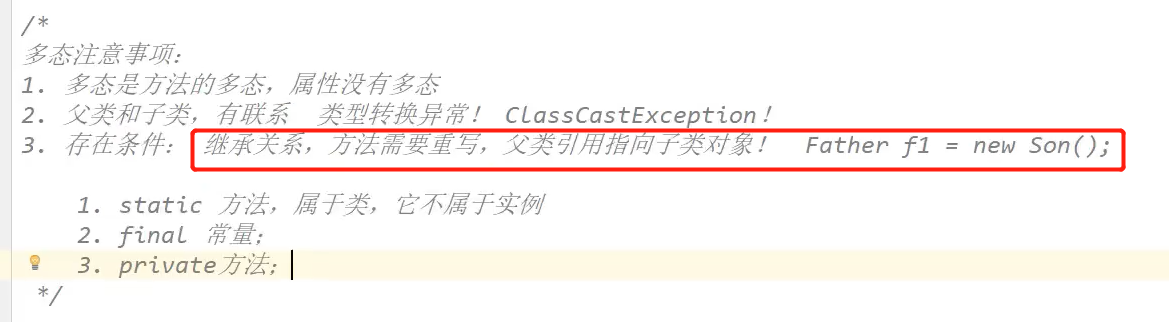 /*
多态注意事项：
1. 多态是方法的多态，属性没有多态
2. 父类和子类，有联系  类型转换异常！ ClassCastException！
3. 存在条件： 继承关系，方法需要重写，父类引用指向子类对象！  Father f1 = new Son();
1. static 方法，属于类，它不属于实例
2. final 常量；
3. private方法；
*/